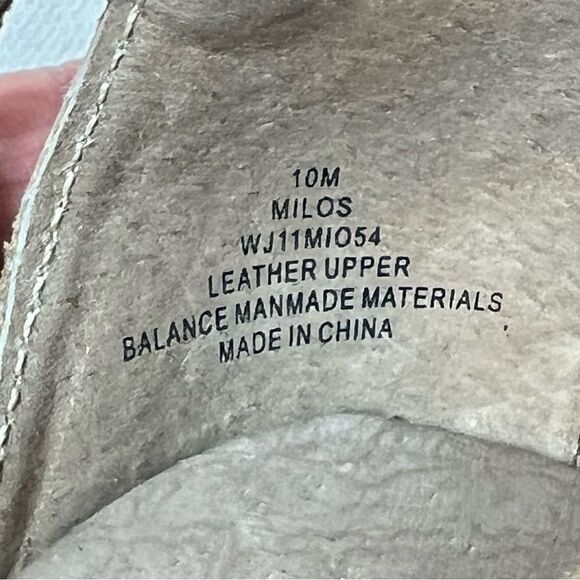 10M
MILOS
WJ11MIO54
LEATHER UPPER
BALANCE MANMADE MATERIALS
MADE IN CHINA